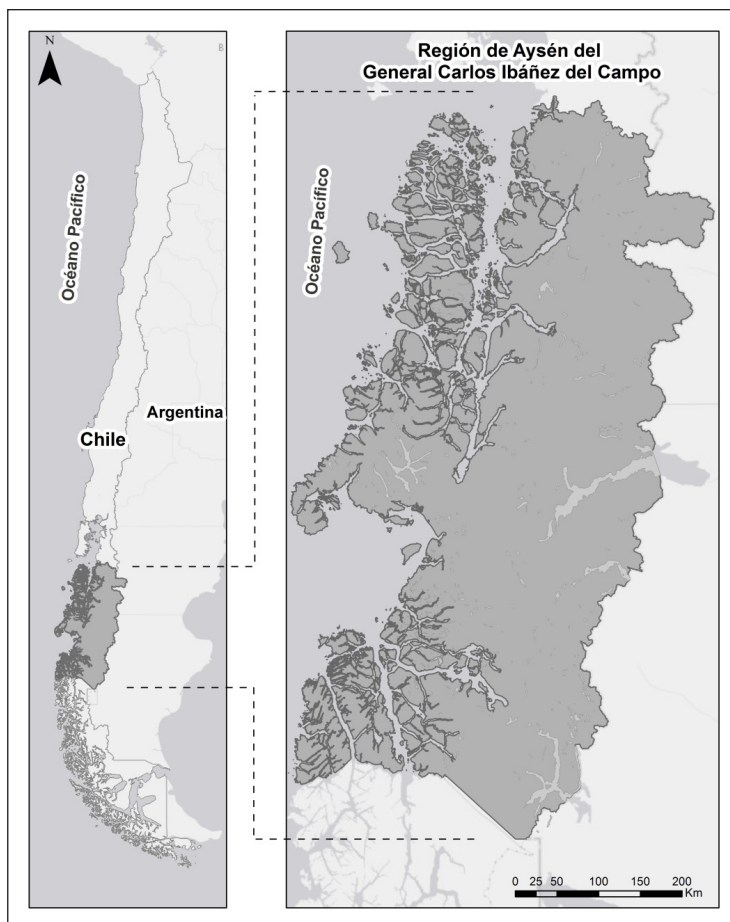 N
B
Océano Pacífico
Argentina
Chile
Región de Aysén del
General Carlos Ibáñez del Campo
Océano Pacífico
0 25 50 100 150 200
Km